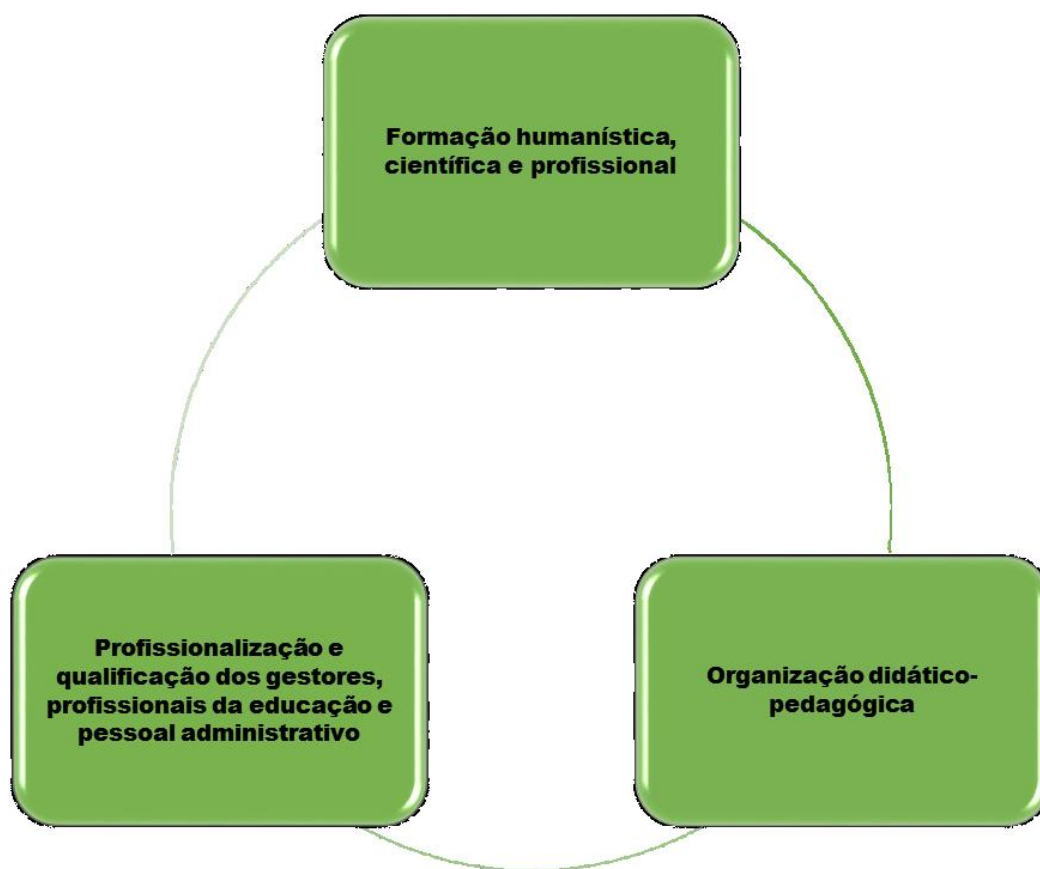 Formação humanística,
científica e profissional
Profissionalização e
qualificação dos gestores,
profissionais da educação e
pessoal administrativo
Organização didático-
pedagógica